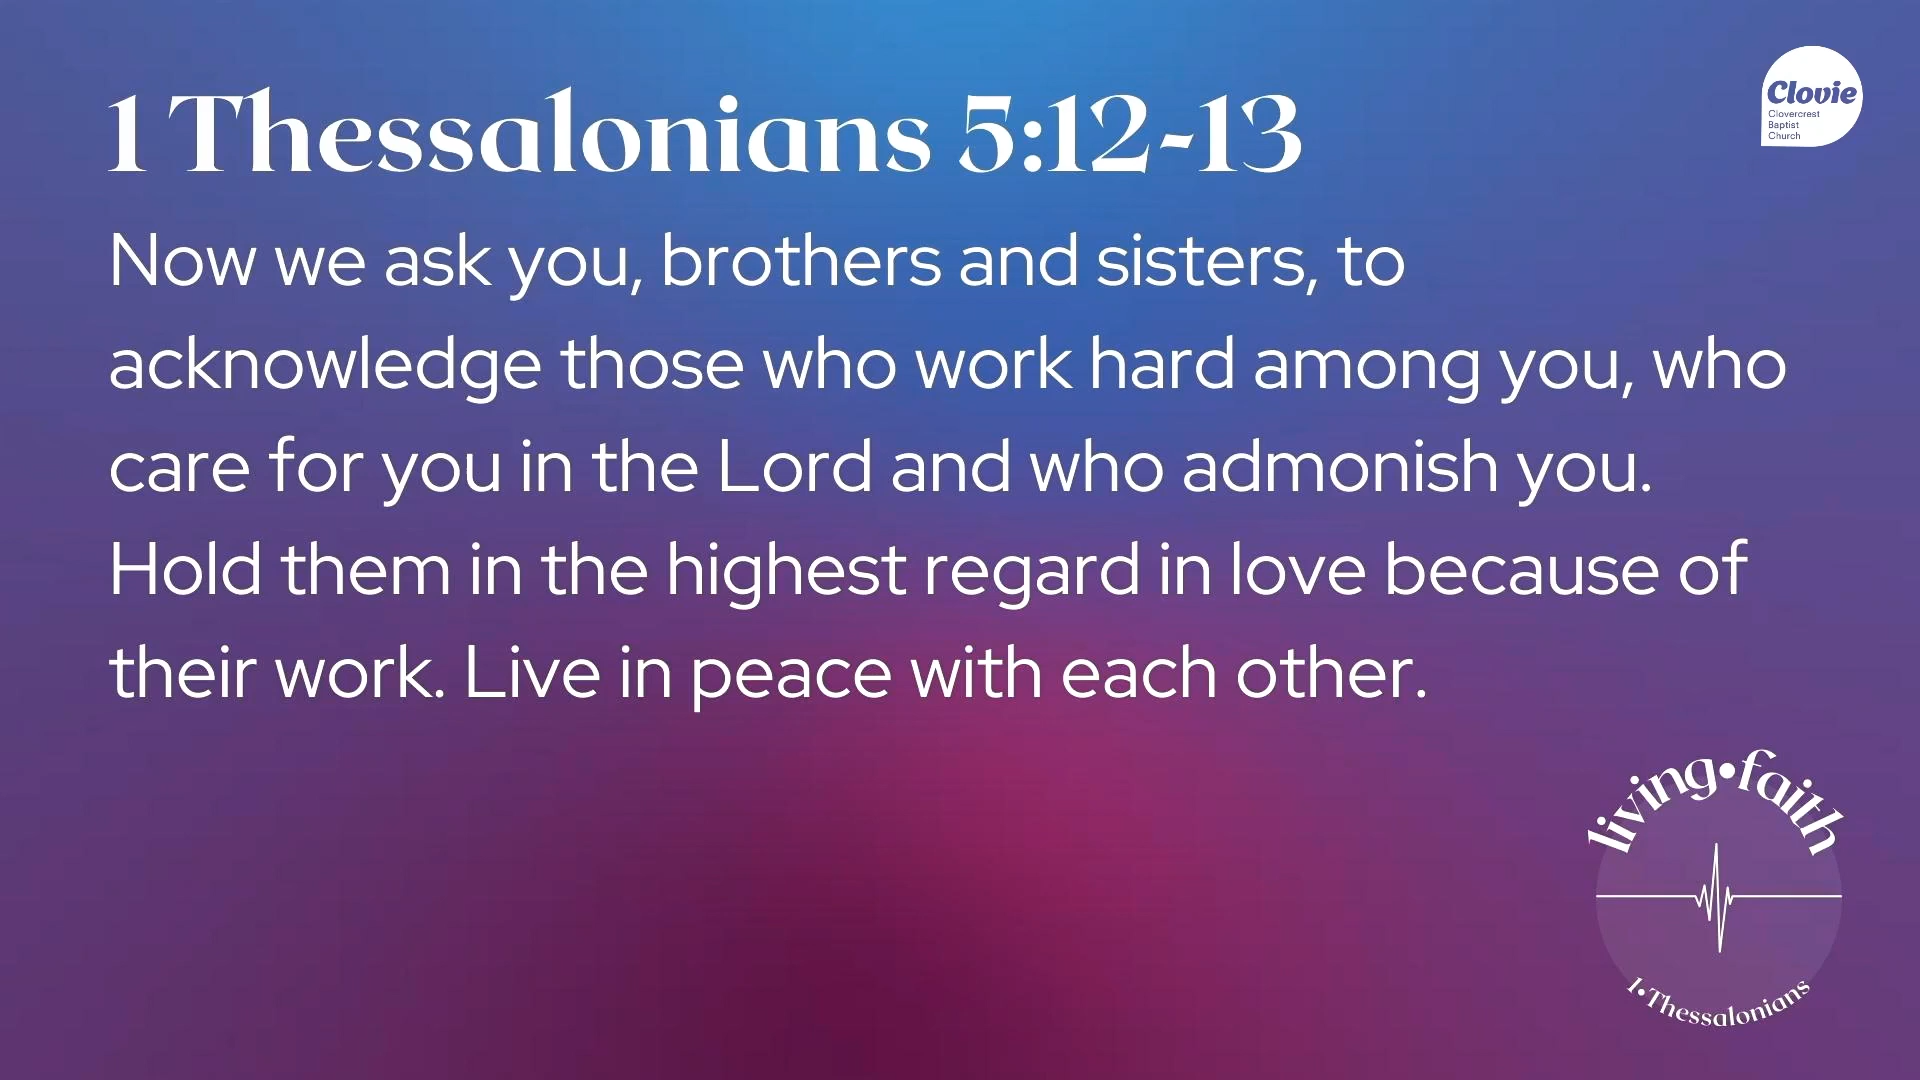 1 Thessalonians 5:12-13
Clovie
Clovercrest
Baptist
Church
Now we ask you, brothers and sisters, to
acknowledge those who work hard among you, who
care for you in the Lord and who admonish you.
Hold them in the highest regard in love because of
their work. Live in peace with each other.
living•faith
1•Thessalonians